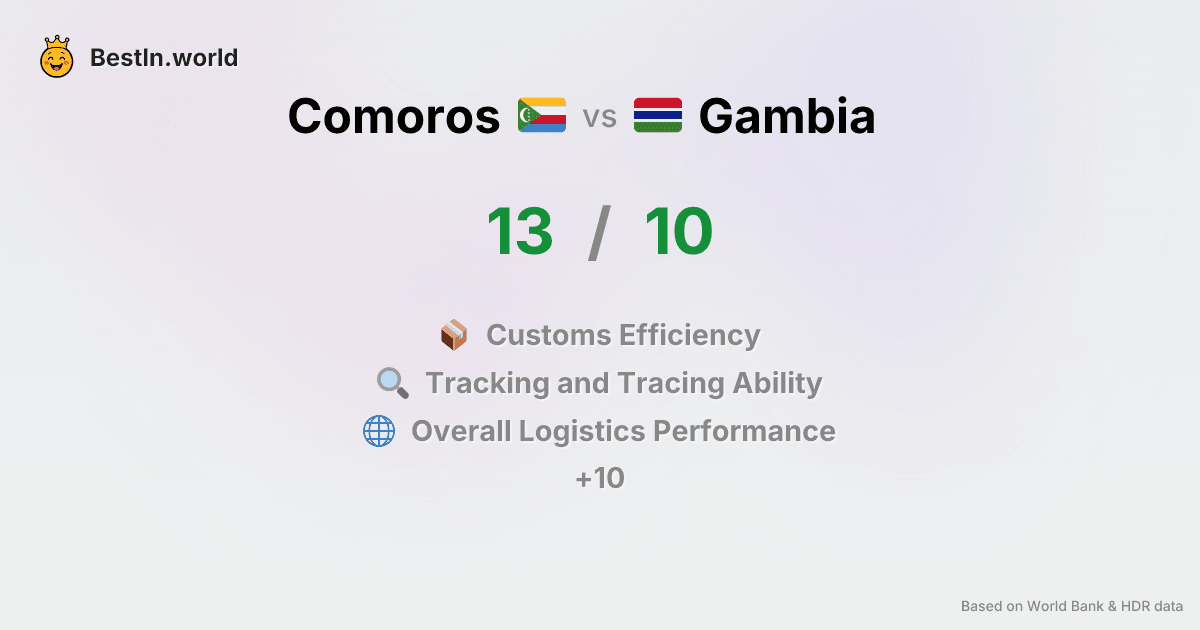 BestIn.world
Comoros vs Gambia
13 / 10
Customs Efficiency
Tracking and Tracing Ability
Overall Logistics Performance
+10
Based on World Bank & HDR data